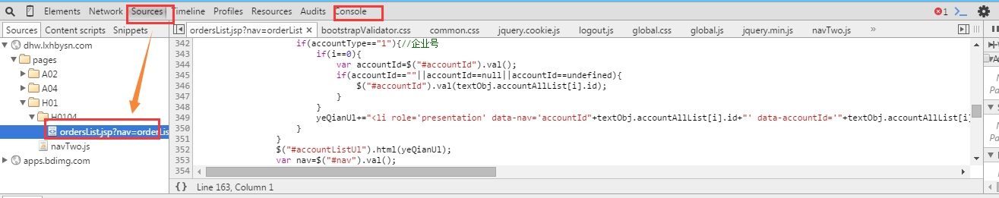 Elements Network Sources Timeline Profiles Resources Audits Console 1
Sources Content scripts Snippets
ordersList.jsp?nav=orderList × bootstrapValidator.css common.css jquery.cookie.js logout.js global.css global.js jquery.min.js navTwo.js »
dhw.lxhbysn.com
pages
A02
A04
H01
H0104
ordersList.jsp?nav=orderLis
navTwo.js
apps.bdimg.com
342 if(accountType=="1"){//企业号
343 if(i==0){
344 var accountId=$("#accountId").val();
345 if(accountId==""||accountId==null||accountId==undefined){
346 $("#accountId").val(textObj.accountAllList[i].id);
347 }
348 }
349 yeQianUl+="<li role='presentation' data-nav='accountId"+textObj.accountAllList[i].id+"' data-accountId='"+textObj.accountAllList[i]
350 }
351 }
352 $("#accountListUl").html(yeQianUl);
353 var nav=$("#nav").val();
354
{} Line 163, Column 1